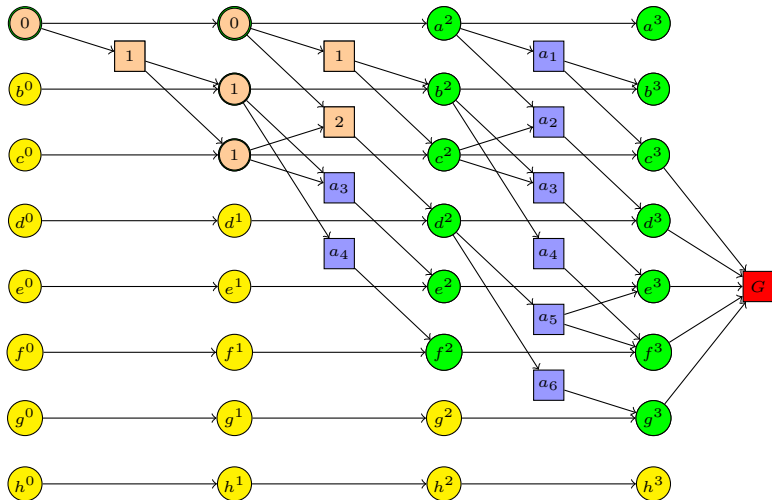 0 0 a² a³
1 1 a₁
b⁰ 1 b² b³
2 a₂
c⁰ 1 c² c³
a₃ a₃
d⁰ d¹ d² d³
a₄ a₄
e⁰ e¹ e² e³ G
a₅
f⁰ f¹ f² f³
a₆
g⁰ g¹ g² g³
h⁰ h¹ h² h³